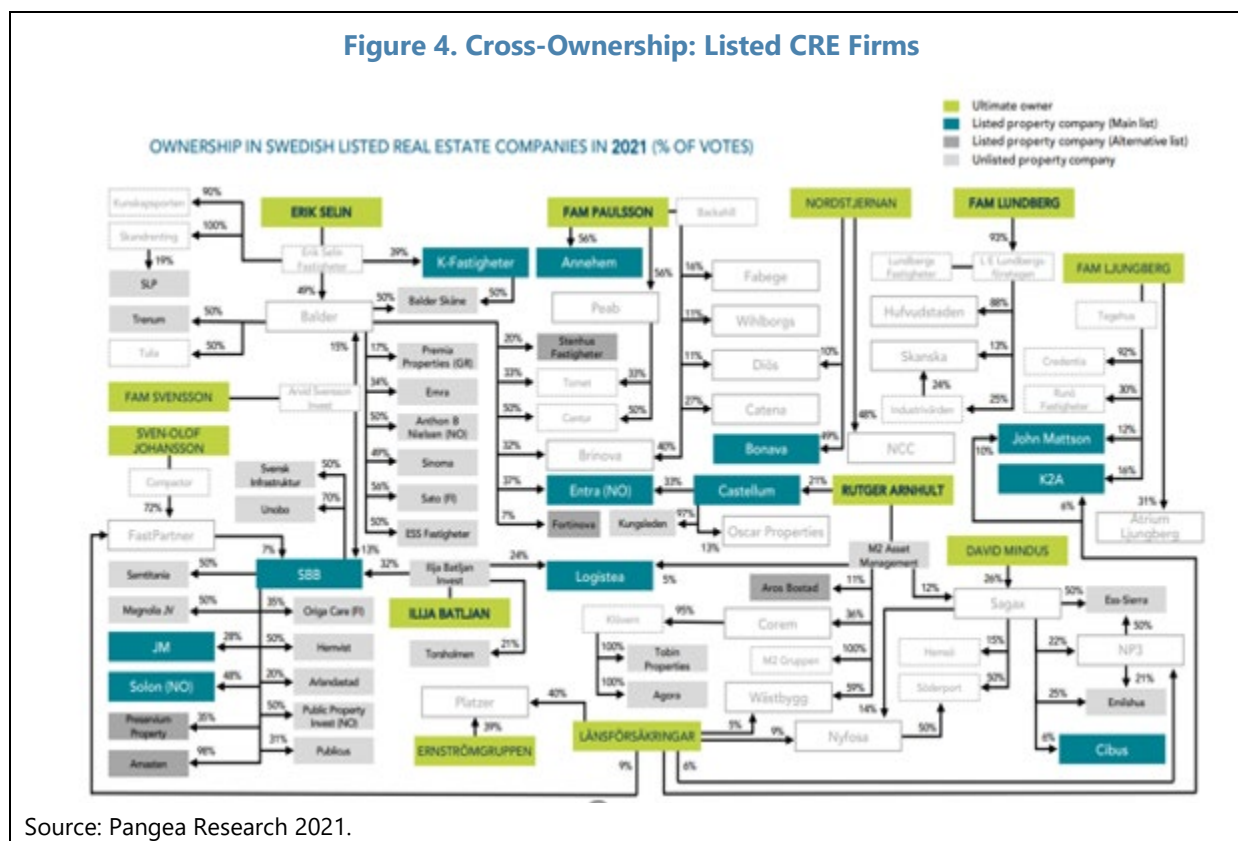 Figure 4. Cross-Ownership: Listed CRE Firms
Ultimate owner
Listed property company (Main list)
Listed property company (Alternative list)
Unlisted property company
OWNERSHIP IN SWEDISH LISTED REAL ESTATE COMPANIES IN 2021 (% OF VOTES)
Kunskapsporten
90%
Skandrenting
100%
19%
SLP
ERIK SELIN
Erik Selin
Fastigheter
39%
K-Fastigheter
49%
Balder
50%
Balder Skåne
50%
Trenum
50%
Tula
50%
15%
FAM SVENSSON
Arvid Svensson
Invest
SVEN-OLOF
JOHANSSON
Compactor
72%
FastPartner
7%
Svensk
Infrastruktur
50%
Unobo
70%
13%
17%
Premia
Properties (GR)
34%
Emra
50%
Anthon B
Nielsen (NO)
49%
Sinoma
56%
Sato (FI)
50%
ESS Fastigheter
FAM PAULSSON
Backahill
56%
Annehem
56%
Peab
20%
Stenhus
Fastigheter
33%
Tornet
33%
50%
Centur
50%
32%
Brinova
40%
37%
Entra (NO)
33%
Castellum
21%
RUTGER ARNHULT
7%
Fortinova
Kungsleden
97%
13%
Oscar Properties
16%
Fabege
11%
Wihlborgs
11%
Diös
10%
27%
Catena
Bonava
49%
NORDSTJERNAN
48%
NCC
FAM LUNDBERG
93%
Lundbergs
Fastigheter
L E Lundberg-
företagen
Hufvudstaden
88%
Skanska
13%
24%
Industrivärden
25%
FAM LJUNGBERG
Tagehus
Credentia
92%
Runö
Fastigheter
30%
John Mattson
12%
10%
K2A
16%
6%
31%
Atrium
Ljungberg
SBB
32%
Ilija Batljan
Invest
24%
Logistea
5%
ILIJA BATLJAN
Torsholmen
21%
Samtitania
50%
Magnolia JV
50%
35%
Origa Care (FI)
JM
28%
50%
Hemvist
Solon (NO)
48%
20%
Arlandastad
50%
Public Property
Invest (NO)
Preservium
Property
35%
31%
Publicus
Amasten
98%
M2 Asset
Management
Aros Bostad
11%
12%
Klövern
95%
Corem
36%
100%
Tobin
Properties
M2 Gruppen
100%
100%
Agora
Wästbygg
59%
DAVID MINDUS
26%
Sagax
50%
Ess-Sierra
50%
15%
Hemsö
22%
NP3
Söderport
50%
21%
25%
Emilshus
14%
Nyfosa
50%
6%
Cibus
Platzer
40%
39%
ERNSTRÖMGRUPPEN
LÄNSFÖRSÄKRINGAR
5%
9%
9%
6%
Source: Pangea Research 2021.